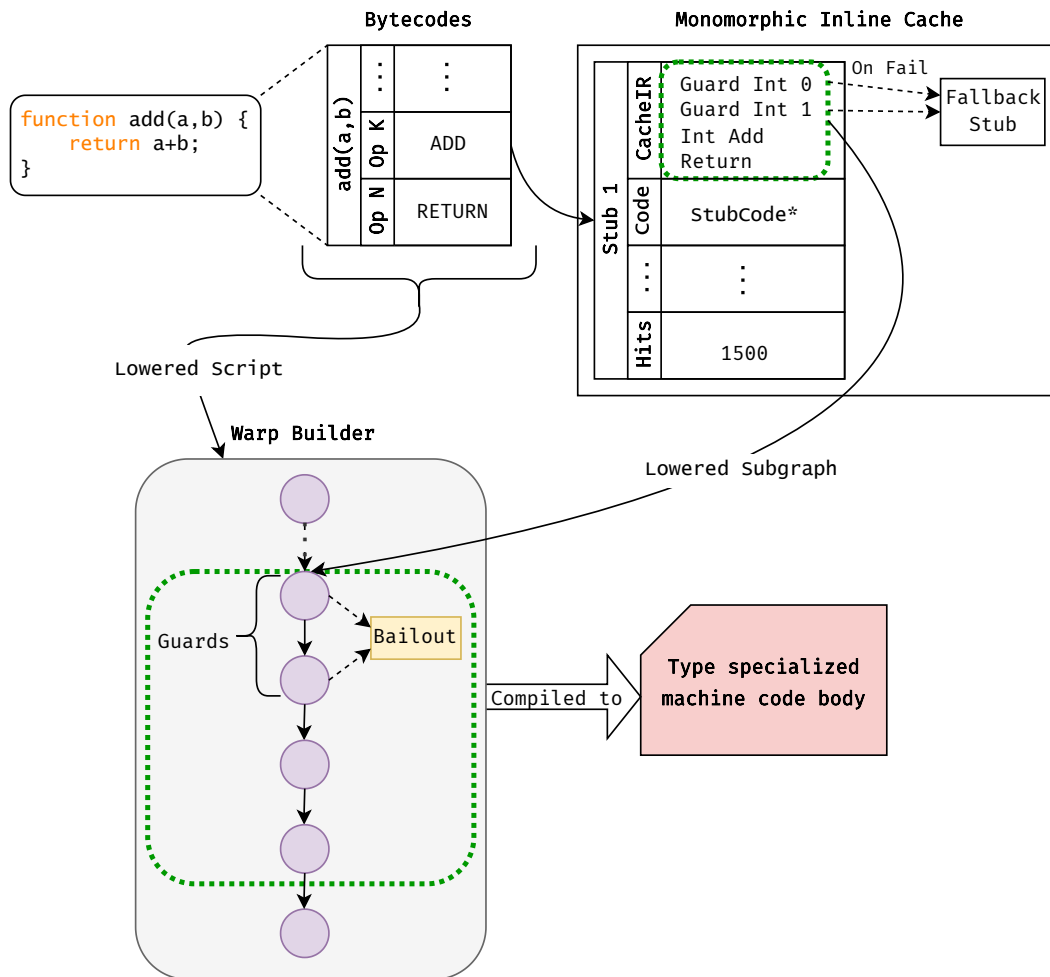 Bytecodes
Monomorphic Inline Cache
function add(a,b) {
return a+b;
}
add(a,b)
...
...
Op K
ADD
Op N
RETURN
Stub 1
CacheIR
Guard Int 0
Guard Int 1
Int Add
Return
On Fail
Fallback
Stub
Code
StubCode*
...
...
Hits
1500
Lowered Script
Warp Builder
Lowered Subgraph
Guards
Bailout
Compiled to
Type specialized
machine code body